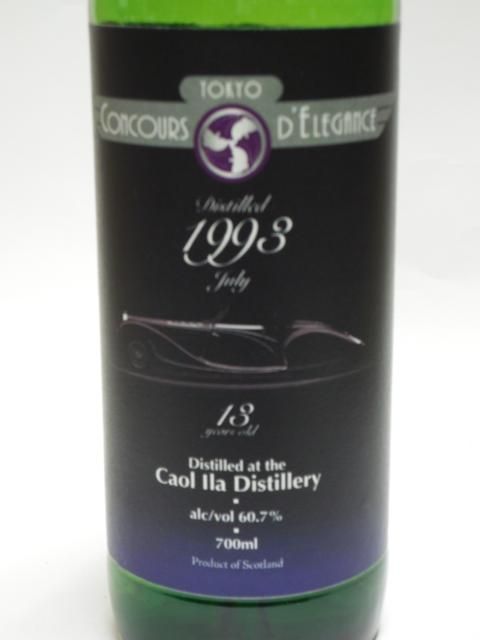 TOKYO
CONCOURS D'ELEGANCE
Distilled
1993
July
13
years old
Distilled at the
Caol Ila Distillery
alc/vol 60.7%
700ml
Product of Scotland